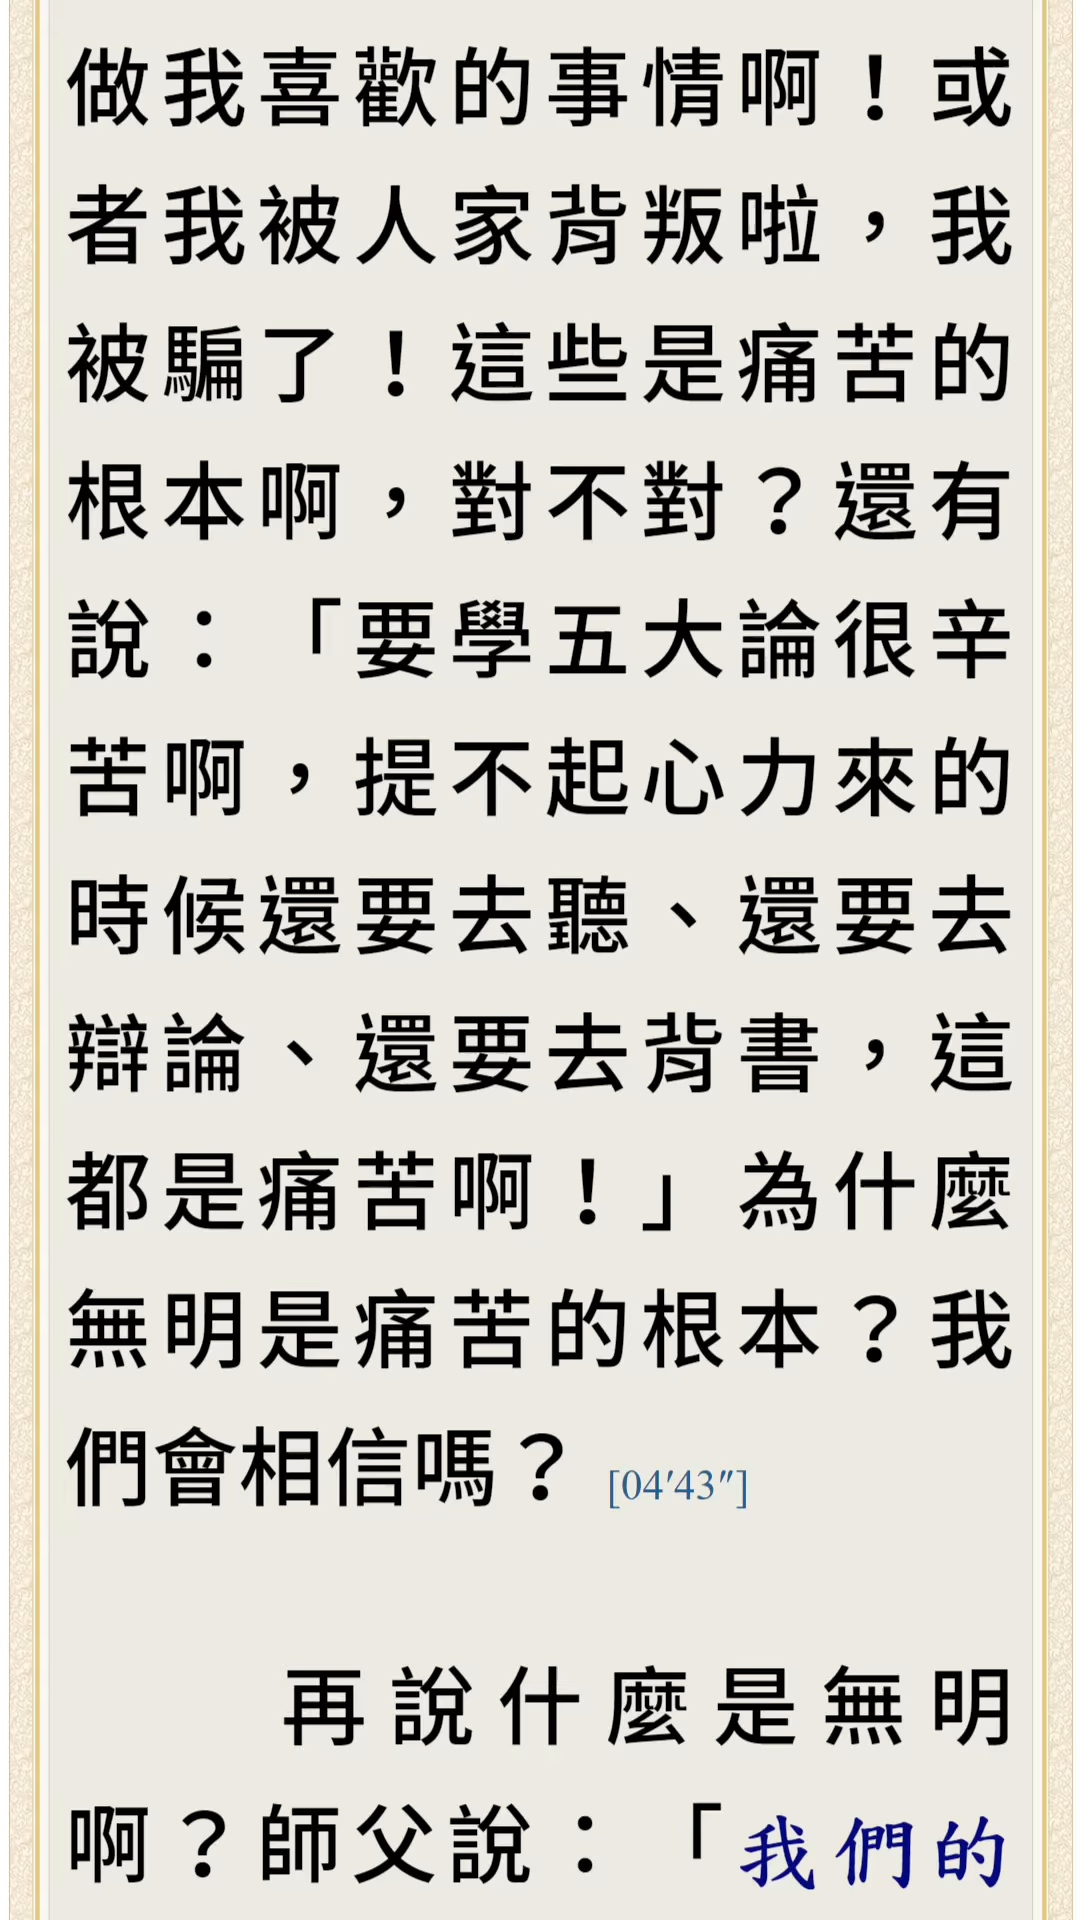 做我喜歡的事情啊！或
者我被人家背叛啦，我
被騙了！這些是痛苦的
根本啊，對不對？還有
說：「要學五大論很辛
苦啊，提不起心力來的
時候還要去聽、還要去
辯論、還要去背書，這
都是痛苦啊！」為什麼
無明是痛苦的根本？我
們會相信嗎？ [04′43″]
再說什麼是無明
啊？師父說：「我們的